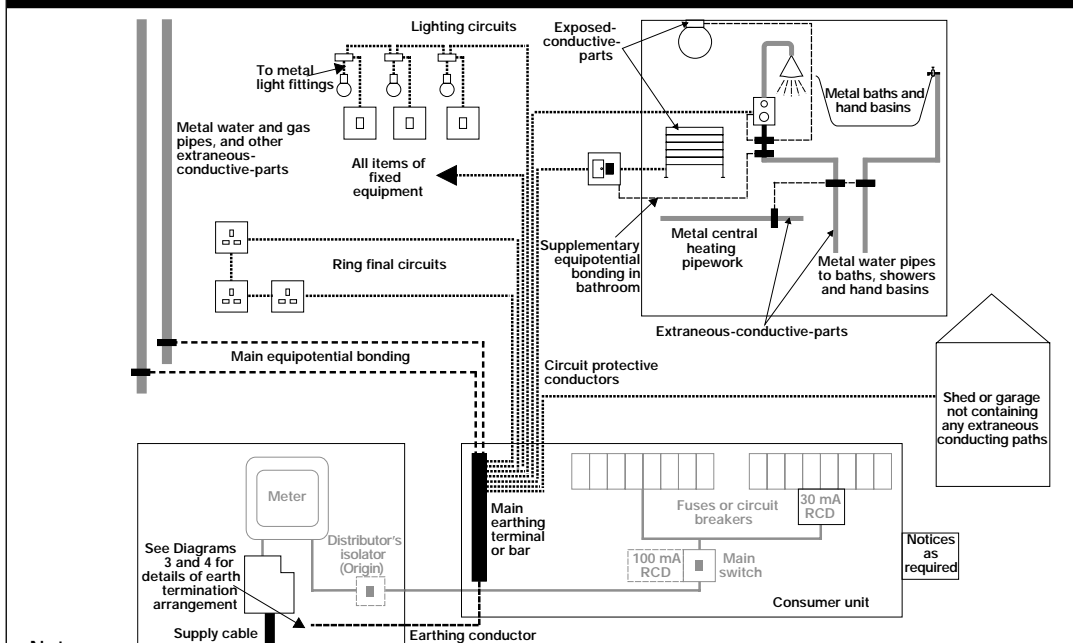 Lighting circuits
To metal
light fittings
Metal water and gas
pipes, and other
extraneous-
conductive-parts
All items of
fixed
equipment
Ring final circuits
Main equipotential bonding
Exposed-
conductive-
parts
Metal baths and
hand basins
Supplementary
equipotential
bonding in
bathroom
Metal central
heating
pipework
Metal water pipes
to baths, showers
and hand basins
Extraneous-conductive-parts
Circuit protective
conductors
Shed or garage
not containing
any extraneous
conducting paths
Meter
Distributor's
isolator
(Origin)
See Diagrams
3 and 4 for
details of earth
termination
arrangement
Supply cable
Earthing conductor
Main
earthing
terminal
or bar
Fuses or circuit
breakers
30 mA
RCD
100 mA
RCD
Main
switch
Consumer unit
Notices
as
required